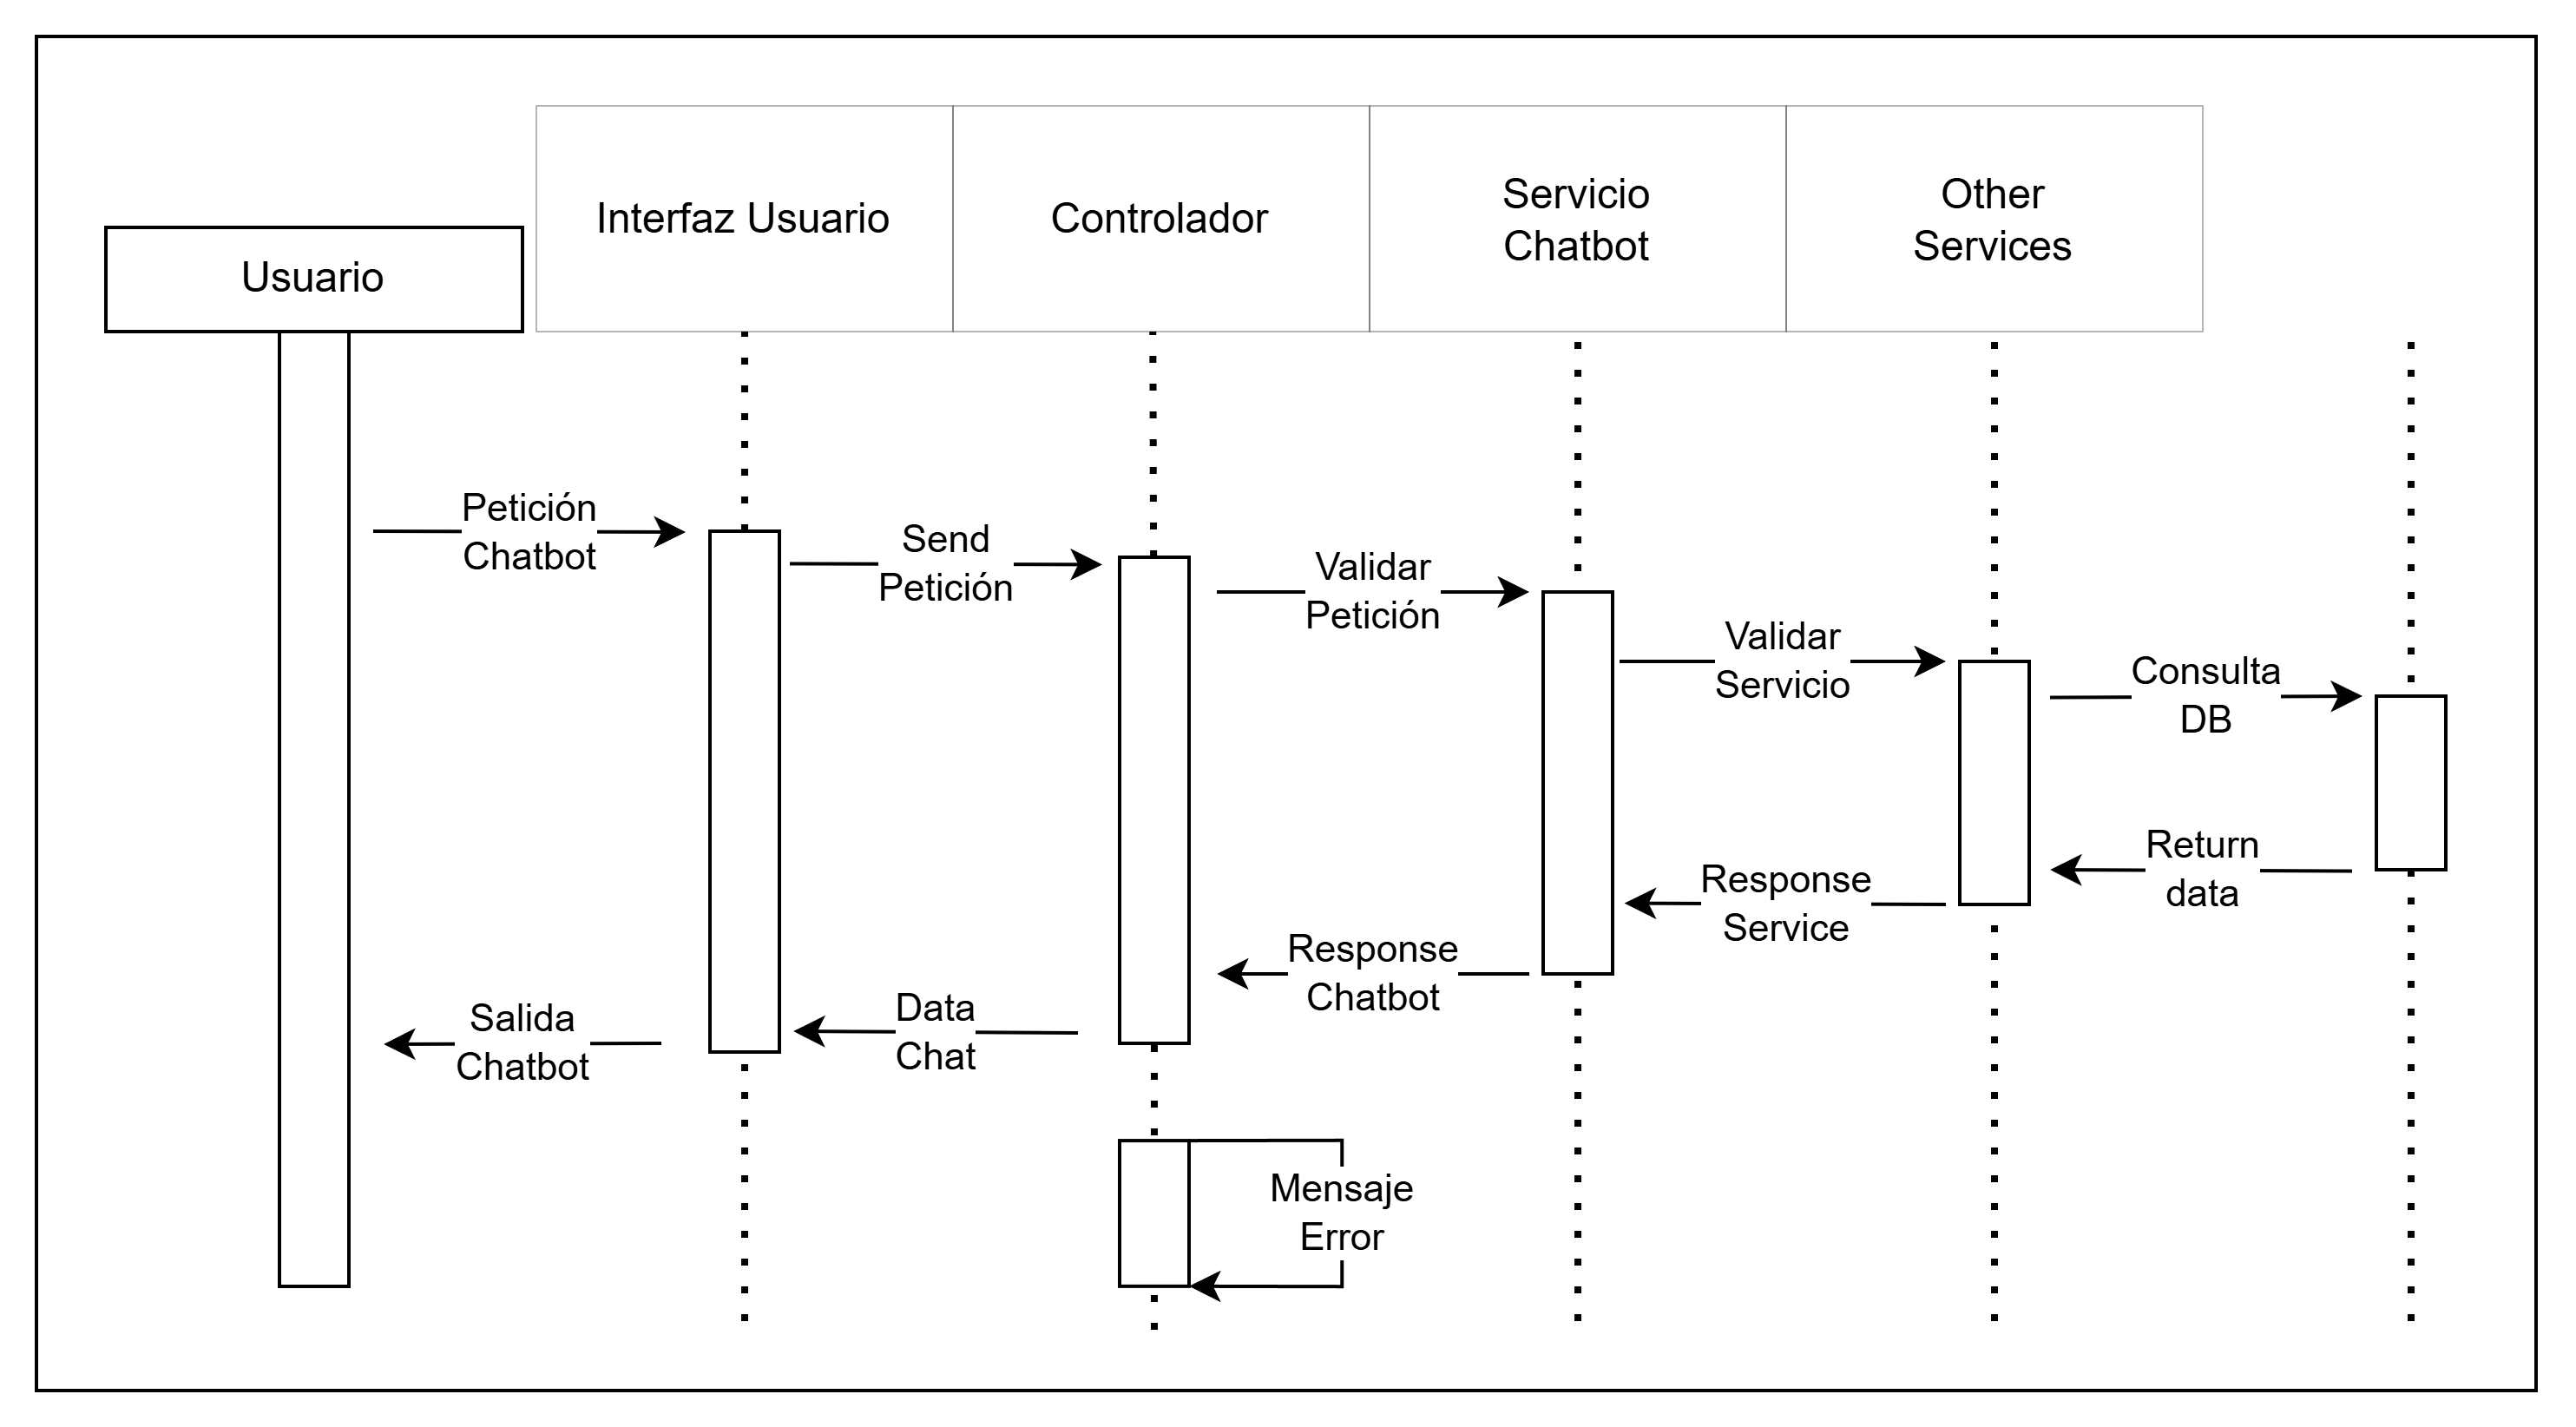 Usuario
Interfaz Usuario
Controlador
Servicio
Chatbot
Other
Services
Petición
Chatbot
Send
Petición
Validar
Petición
Validar
Servicio
Consulta
DB
Return
data
Response
Service
Response
Chatbot
Data
Chat
Salida
Chatbot
Mensaje
Error